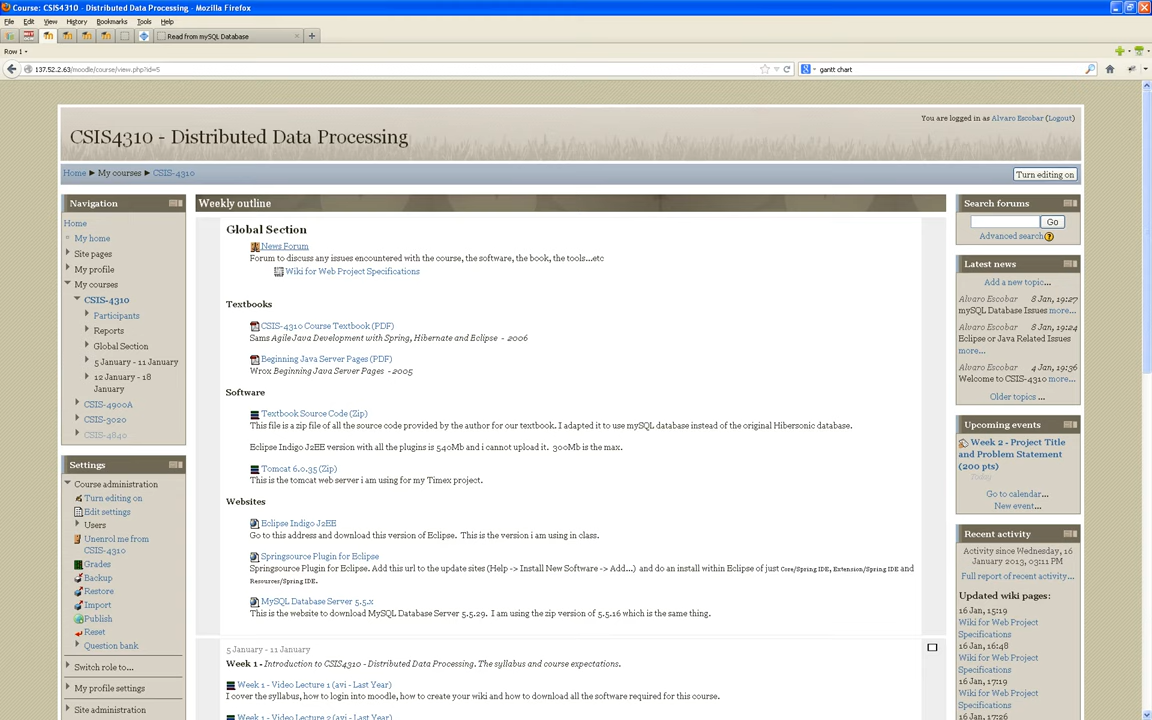 Course: CSIS4310 - Distributed Data Processing - Mozilla Firefox
File Edit View History Bookmarks Tools Help
Read from mySQL Database
Row 1
137.52.2.63/moodle/course/view.php?id=5
gantt chart
You are logged in as Alvaro Escobar (Logout)
CSIS4310 - Distributed Data Processing
Home ► My courses ► CSIS-4310
Turn editing on
Navigation
Home
My home
Site pages
My profile
My courses
CSIS-4310
Participants
Reports
Global Section
5 January - 11 January
12 January - 18
January
CSIS-4900A
CSIS-3020
CSIS-4840
Settings
Course administration
Turn editing on
Edit settings
Users
Unenrol me from
CSIS-4310
Grades
Backup
Restore
Import
Publish
Reset
Question bank
Switch role to...
My profile settings
Site administration
Weekly outline
Global Section
News Forum
Forum to discuss any issues encountered with the course, the software, the book, the tools...etc
Wiki for Web Project Specifications
Textbooks
CSIS-4310 Course Textbook (PDF)
Sams Agile Java Development with Spring, Hibernate and Eclipse - 2006
Beginning Java Server Pages (PDF)
Wrox Beginning Java Server Pages - 2005
Software
Textbook Source Code (Zip)
This file is a zip file of all the source code provided by the author for our textbook. I adapted it to use mySQL database instead of the original Hibersonic database.
Eclipse Indigo J2EE version with all the plugins is 540Mb and i cannot upload it. 300Mb is the max.
Tomcat 6.0.35 (Zip)
This is the tomcat web server i am using for my Timex project.
Websites
Eclipse Indigo J2EE
Go to this address and download this version of Eclipse. This is the version i am using in class.
Springsource Plugin for Eclipse
Springsource Plugin for Eclipse. Add this url to the update sites (Help -> Install New Software -> Add...) and do an install within Eclipse of just Core/Spring IDE, Extension/Spring IDE and
Resources/Spring IDE.
MySQL Database Server 5.5.x
This is the website to download MySQL Database Server 5.5.29. I am using the zip version of 5.5.16 which is the same thing.
5 January - 11 January
Week 1 - Introduction to CSIS4310 - Distributed Data Processing. The syllabus and course expectations.
Week 1 - Video Lecture 1 (avi - Last Year)
I cover the syllabus, how to login into moodle, how to create your wiki and how to download all the software required for this course.
Week 1 - Video Lecture 2 (avi - Last Year)
Search forums
Go
Advanced search
Latest news
Add a new topic...
Alvaro Escobar 8 Jan, 19:27
mySQL Database Issues more...
Alvaro Escobar 8 Jan, 19:24
Eclipse or Java Related Issues
more...
Alvaro Escobar 4 Jan, 19:36
Welcome to CSIS-4310 more...
Older topics ...
Upcoming events
Week 2 - Project Title
and Problem Statement
(200 pts)
Today
Go to calendar...
New event...
Recent activity
Activity since Wednesday, 16
January 2013, 03:11 PM
Full report of recent activity...
Updated wiki pages:
16 Jan, 15:19
Wiki for Web Project
Specifications
16 Jan, 16:48
Wiki for Web Project
Specifications
16 Jan, 17:19
Wiki for Web Project
Specifications
16 Jan, 17:26